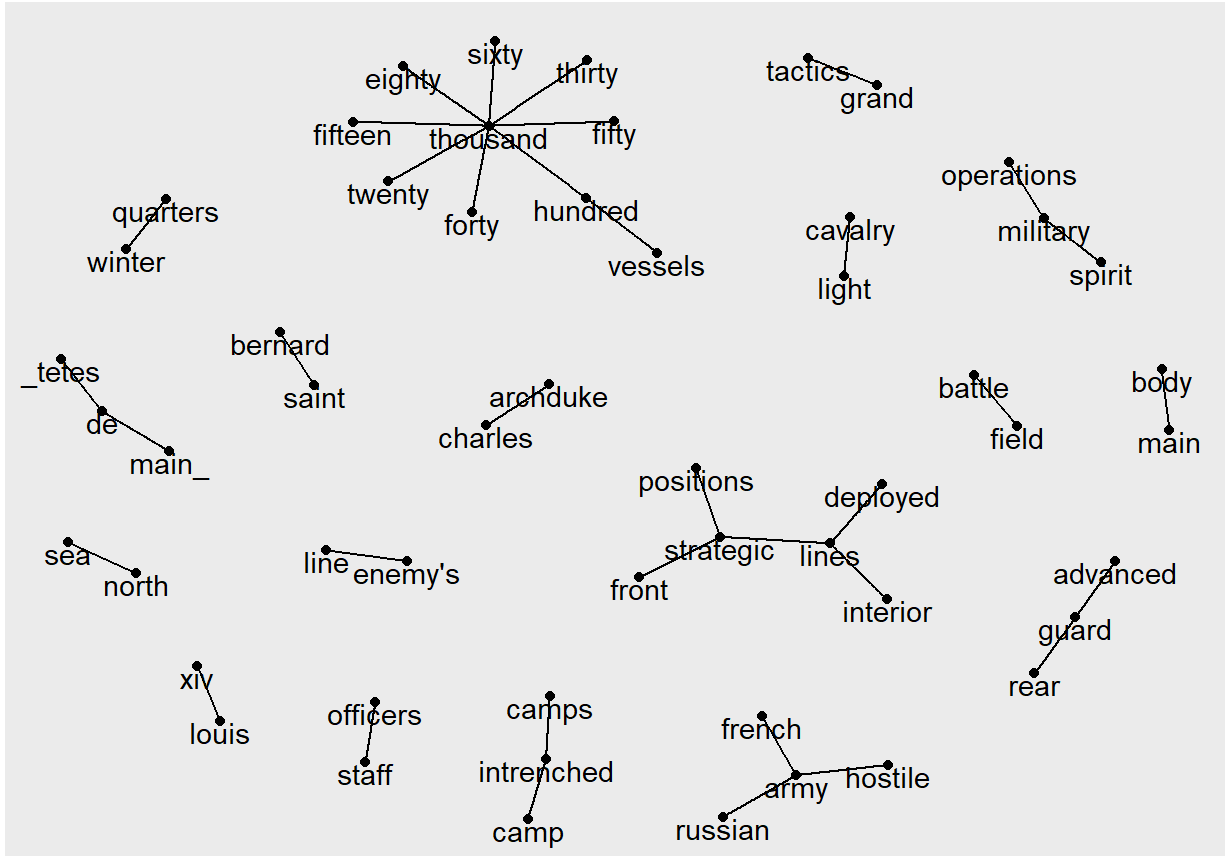 sixty
eighty
thirty
tactics
grand
fifteen
thousand
fifty
operations
twenty
quarters
forty
hundred
cavalry
military
winter
vessels
light
spirit
bernard
_tetes
saint
archduke
battle
body
de
charles
field
main
main_
positions
deployed
sea
line
enemy's
strategic
lines
north
front
interior
advanced
guard
xiv
rear
louis
officers
camps
french
staff
intrenched
army
hostile
camp
russian